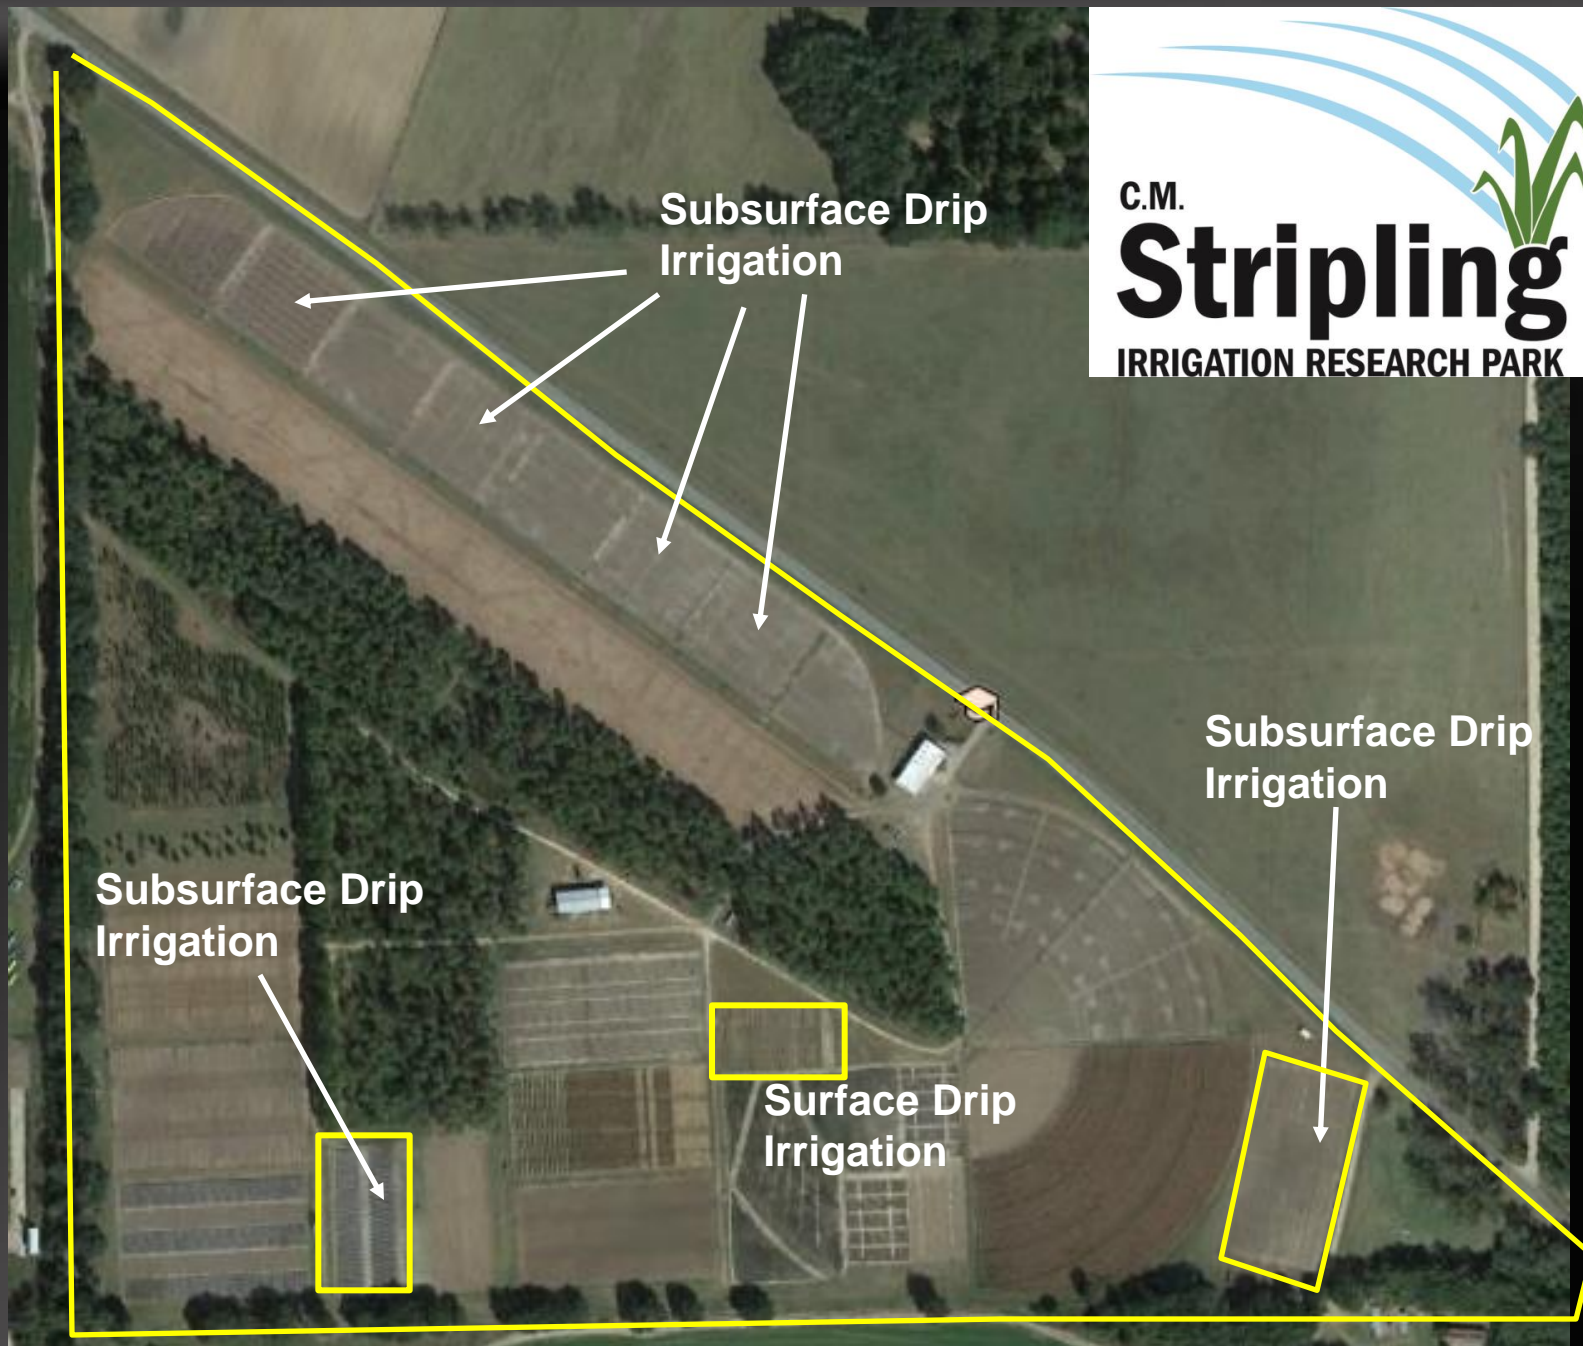 Subsurface Drip
Irrigation
C.M.
Stripling
IRRIGATION RESEARCH PARK
Subsurface Drip
Irrigation
Subsurface Drip
Irrigation
Surface Drip
Irrigation